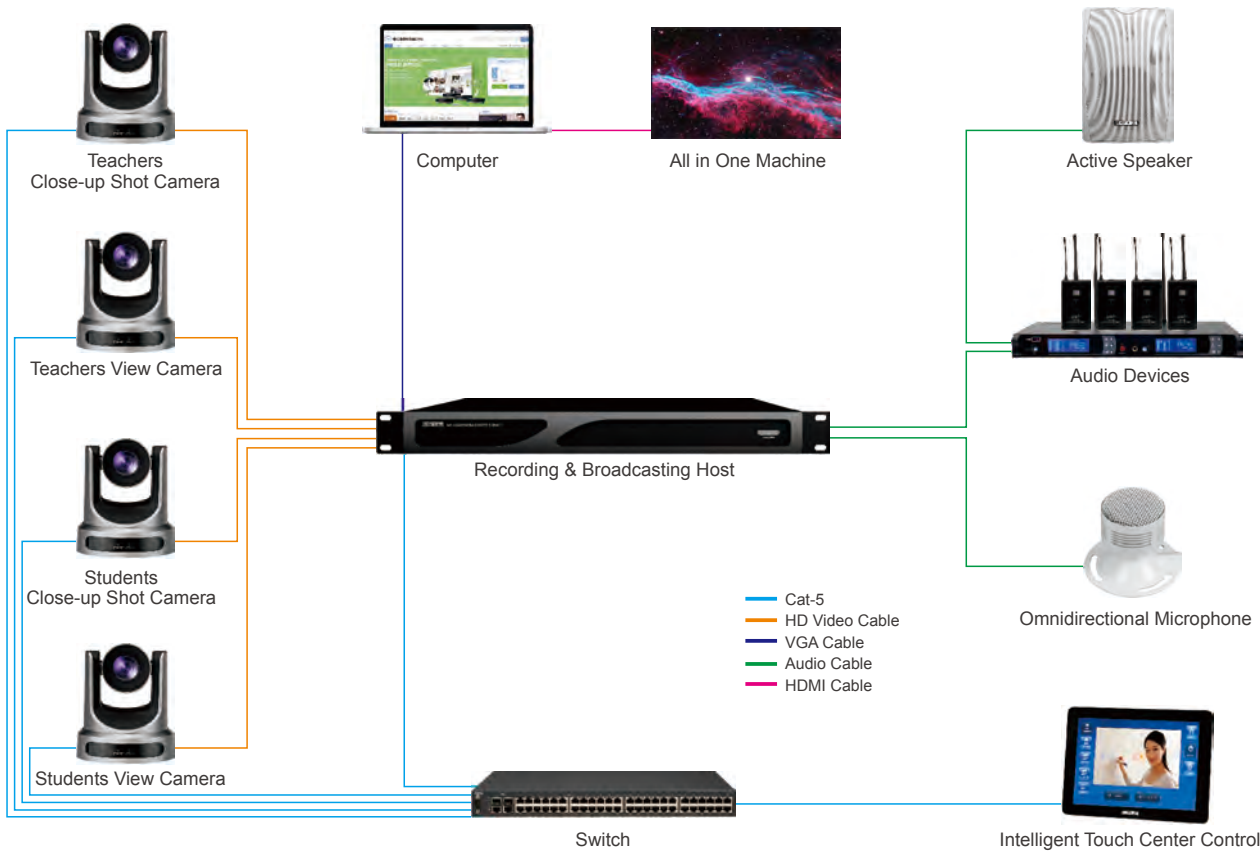 Teachers
Close-up Shot Camera
Computer
All in One Machine
Active Speaker
Teachers View Camera
Audio Devices
Recording & Broadcasting Host
Students
Close-up Shot Camera
Cat-5
HD Video Cable
VGA Cable
Audio Cable
HDMI Cable
Omnidirectional Microphone
Students View Camera
Switch
Intelligent Touch Center Control